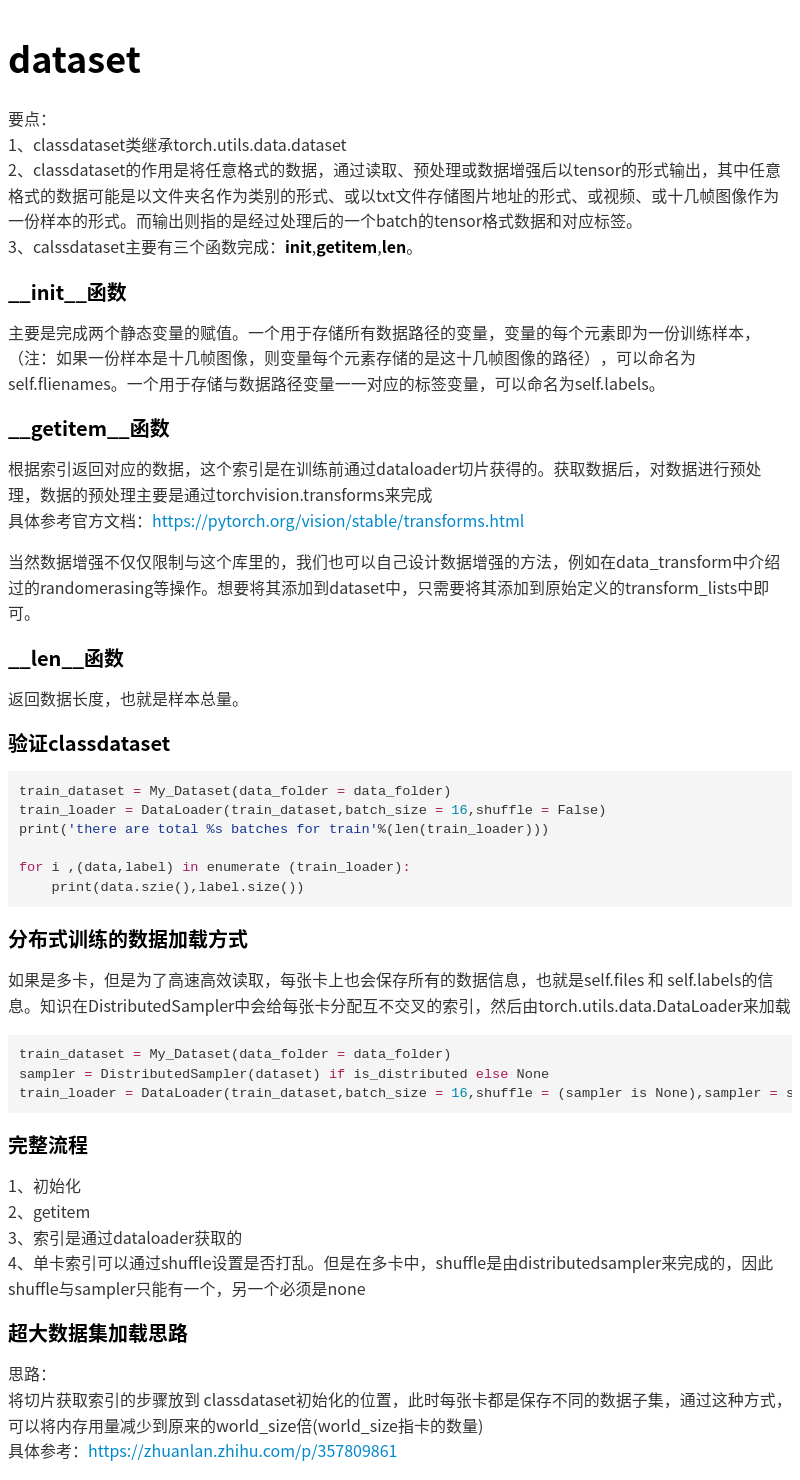 dataset
要点：
1、classdataset类继承torch.utils.data.dataset
2、classdataset的作用是将任意格式的数据，通过读取、预处理或数据增强后以tensor的形式输出，其中任意
格式的数据可能是以文件夹名作为类别的形式、或以txt文件存储图片地址的形式、或视频、或十几帧图像作为
一份样本的形式。而输出则指的是经过处理后的一个batch的tensor格式数据和对应标签。
3、calssdataset主要有三个函数完成：init,getitem,len。
__init__函数
主要是完成两个静态变量的赋值。一个用于存储所有数据路径的变量，变量的每个元素即为一份训练样本，
（注：如果一份样本是十几帧图像，则变量每个元素存储的是这十几帧图像的路径），可以命名为
self.flienames。一个用于存储与数据路径变量一一对应的标签变量，可以命名为self.labels。
__getitem__函数
根据索引返回对应的数据，这个索引是在训练前通过dataloader切片获得的。获取数据后，对数据进行预处
理，数据的预处理主要是通过torchvision.transforms来完成
具体参考官方文档：https://pytorch.org/vision/stable/transforms.html
当然数据增强不仅仅限制与这个库里的，我们也可以自己设计数据增强的方法，例如在data_transform中介绍
过的randomerasing等操作。想要将其添加到dataset中，只需要将其添加到原始定义的transform_lists中即
可。
__len__函数
返回数据长度，也就是样本总量。
验证classdataset
train_dataset = My_Dataset(data_folder = data_folder)
train_loader = DataLoader(train_dataset,batch_size = 16,shuffle = False)
print('there are total %s batches for train'%(len(train_loader)))
for i ,(data,label) in enumerate (train_loader):
    print(data.szie(),label.size())
分布式训练的数据加载方式
如果是多卡，但是为了高速高效读取，每张卡上也会保存所有的数据信息，也就是self.files 和 self.labels的信
息。知识在DistributedSampler中会给每张卡分配互不交叉的索引，然后由torch.utils.data.DataLoader来加载
train_dataset = My_Dataset(data_folder = data_folder)
sampler = DistributedSampler(dataset) if is_distributed else None
train_loader = DataLoader(train_dataset,batch_size = 16,shuffle = (sampler is None),sampler = s
完整流程
1、初始化
2、getitem
3、索引是通过dataloader获取的
4、单卡索引可以通过shuffle设置是否打乱。但是在多卡中，shuffle是由distributedsampler来完成的，因此
shuffle与sampler只能有一个，另一个必须是none
超大数据集加载思路
思路：
将切片获取索引的步骤放到 classdataset初始化的位置，此时每张卡都是保存不同的数据子集，通过这种方式，
可以将内存用量减少到原来的world_size倍(world_size指卡的数量)
具体参考：https://zhuanlan.zhihu.com/p/357809861